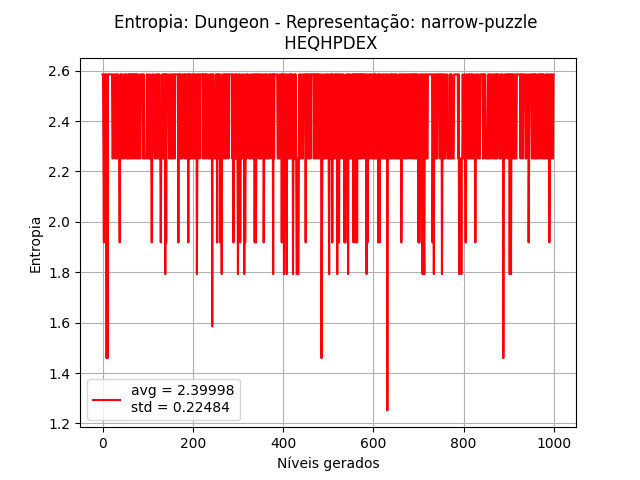 Entropia: Dungeon - Representação: narrow-puzzle
HEQHPDEX
2.6
2.4
2.2
2.0
1.8
1.6
1.4
1.2
Entropia
avg = 2.39998
std = 0.22484
0
200
400
600
800
1000
Níveis gerados